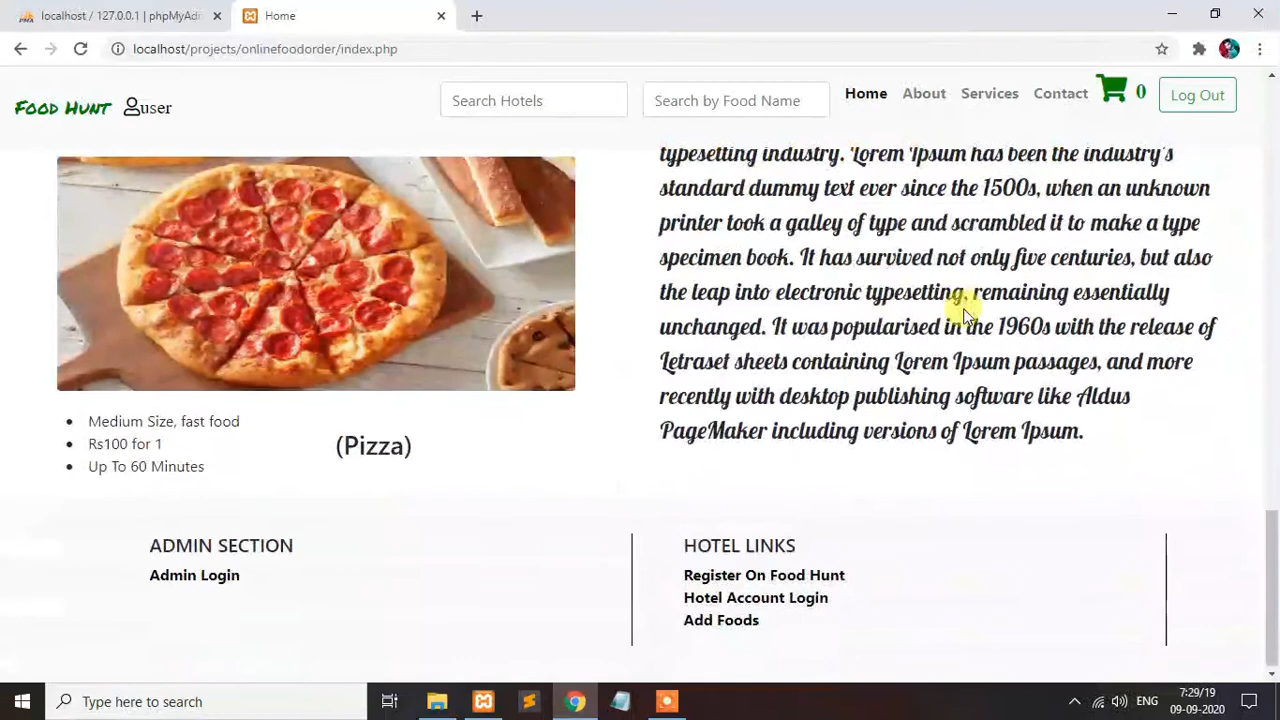 localhost / 127.0.0.1 | phpMyAdm
Home
localhost/projects/onlinefoodorder/index.php
Food Hunt
user
Search Hotels
Search by Food Name
Home
About
Services
Contact
0
Log Out
typesetting industry. Lorem Ipsum has been the industry's
standard dummy text ever since the 1500s, when an unknown
printer took a galley of type and scrambled it to make a type
specimen book. It has survived not only five centuries, but also
the leap into electronic typesetting, remaining essentially
unchanged. It was popularised in the 1960s with the release of
Letraset sheets containing Lorem Ipsum passages, and more
recently with desktop publishing software like Aldus
PageMaker including versions of Lorem Ipsum.
Medium Size, fast food
Rs100 for 1
Up To 60 Minutes
(Pizza)
ADMIN SECTION
Admin Login
HOTEL LINKS
Register On Food Hunt
Hotel Account Login
Add Foods
Type here to search
ENG
7:29/19
09-09-2020